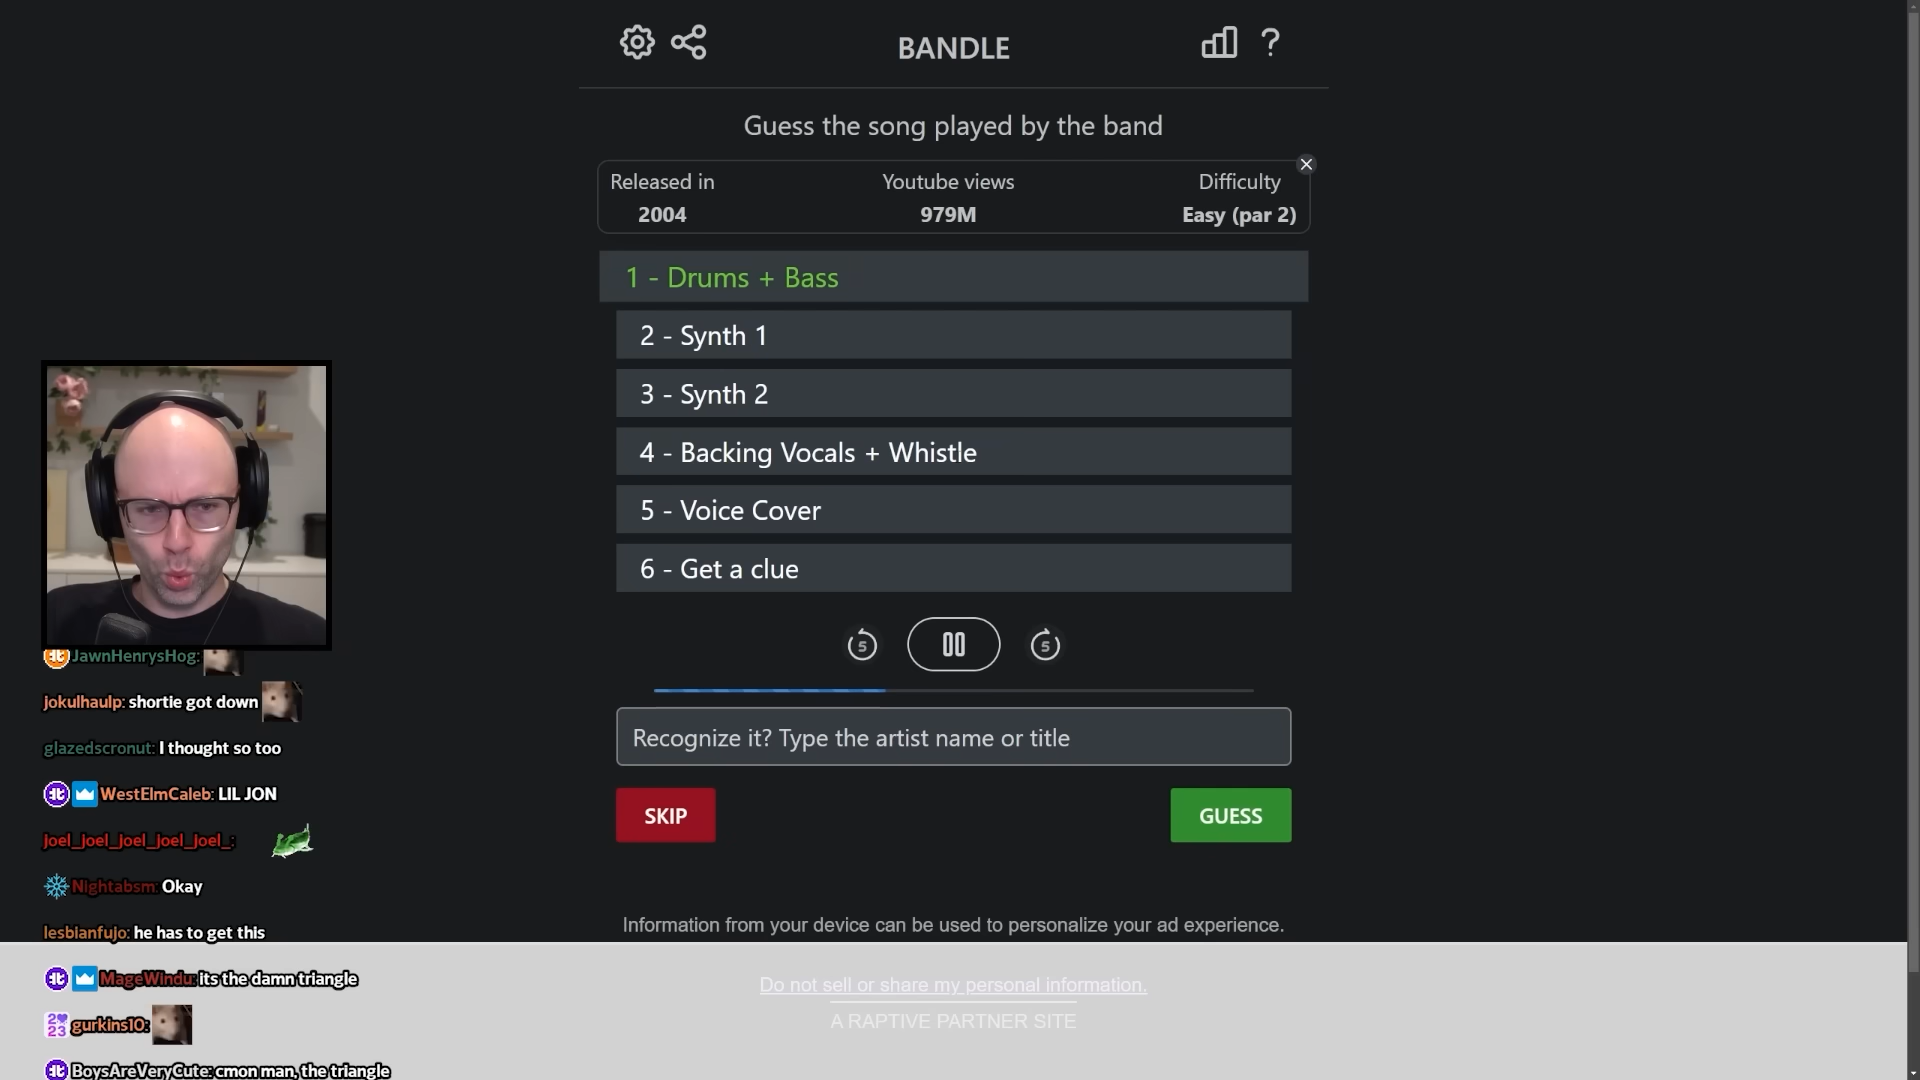 BANDLE
?
Guess the song played by the band
Released in
2004
Youtube views
979M
Difficulty
Easy (par 2)
1 - Drums + Bass
2 - Synth 1
3 - Synth 2
4 - Backing Vocals + Whistle
5 - Voice Cover
6 - Get a clue
5
5
Recognize it? Type the artist name or title
SKIP
GUESS
Information from your device can be used to personalize your ad experience.
Do not sell or share my personal information.
A RAPTIVE PARTNER SITE
JawnHenrysHog:
jokulhaulp: shortie got down
glazedscronut: I thought so too
WestElmCaleb: LIL JON
joel_joel_joel_joel_joel_:
Nightabsm: Okay
lesbianfujo: he has to get this
MageWindu: its the damn triangle
gurkins10:
BoysAreVeryCute: cmon man, the triangle